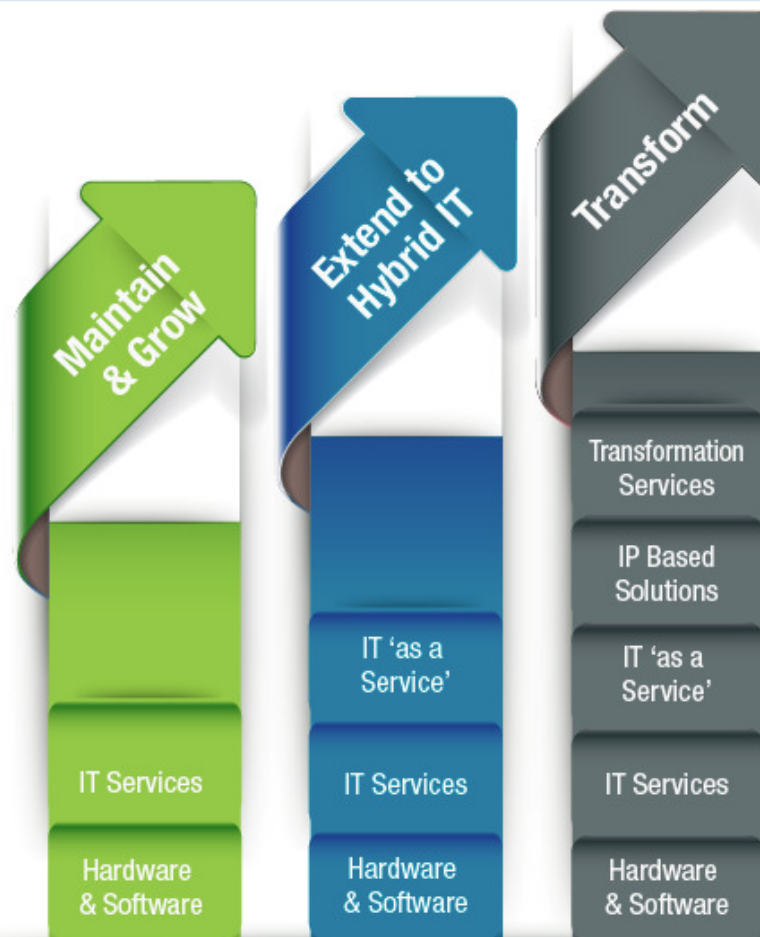 Maintain
& Grow
IT Services
Hardware
& Software
Extend to
Hybrid IT
IT ‘as a
Service’
IT Services
Hardware
& Software
Transform
Transformation
Services
IP Based
Solutions
IT ‘as a
Service’
IT Services
Hardware
& Software